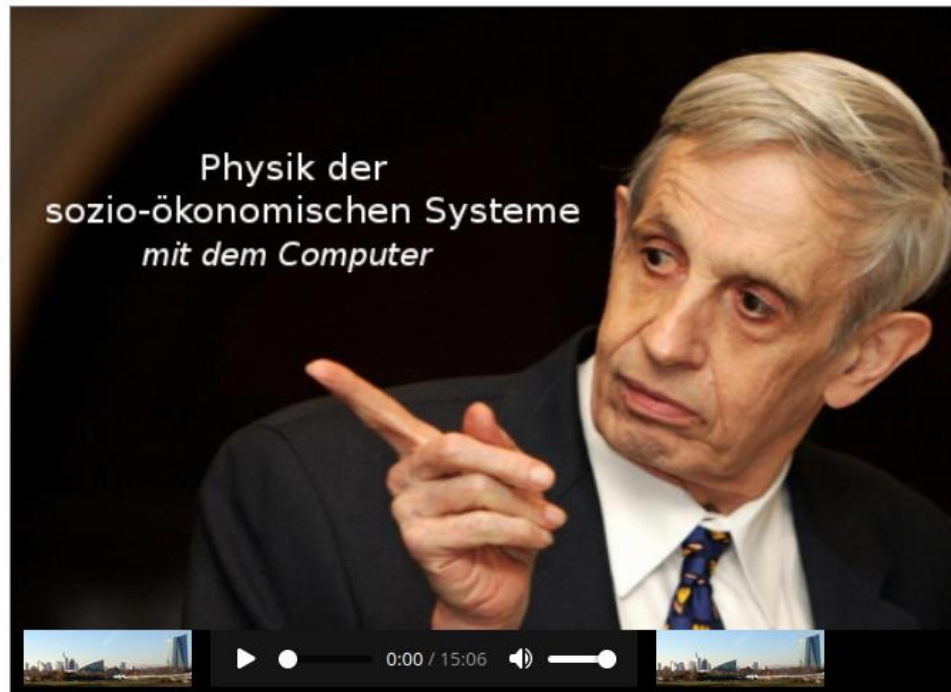 Physik der
sozio-ökonomischen Systeme
mit dem Computer
0:00 / 15:06